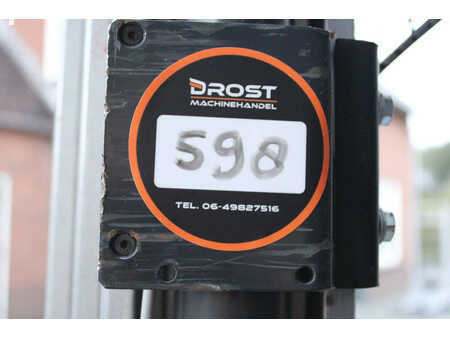 DROST
MACHINEHANDEL
598
TEL. 06-49827516